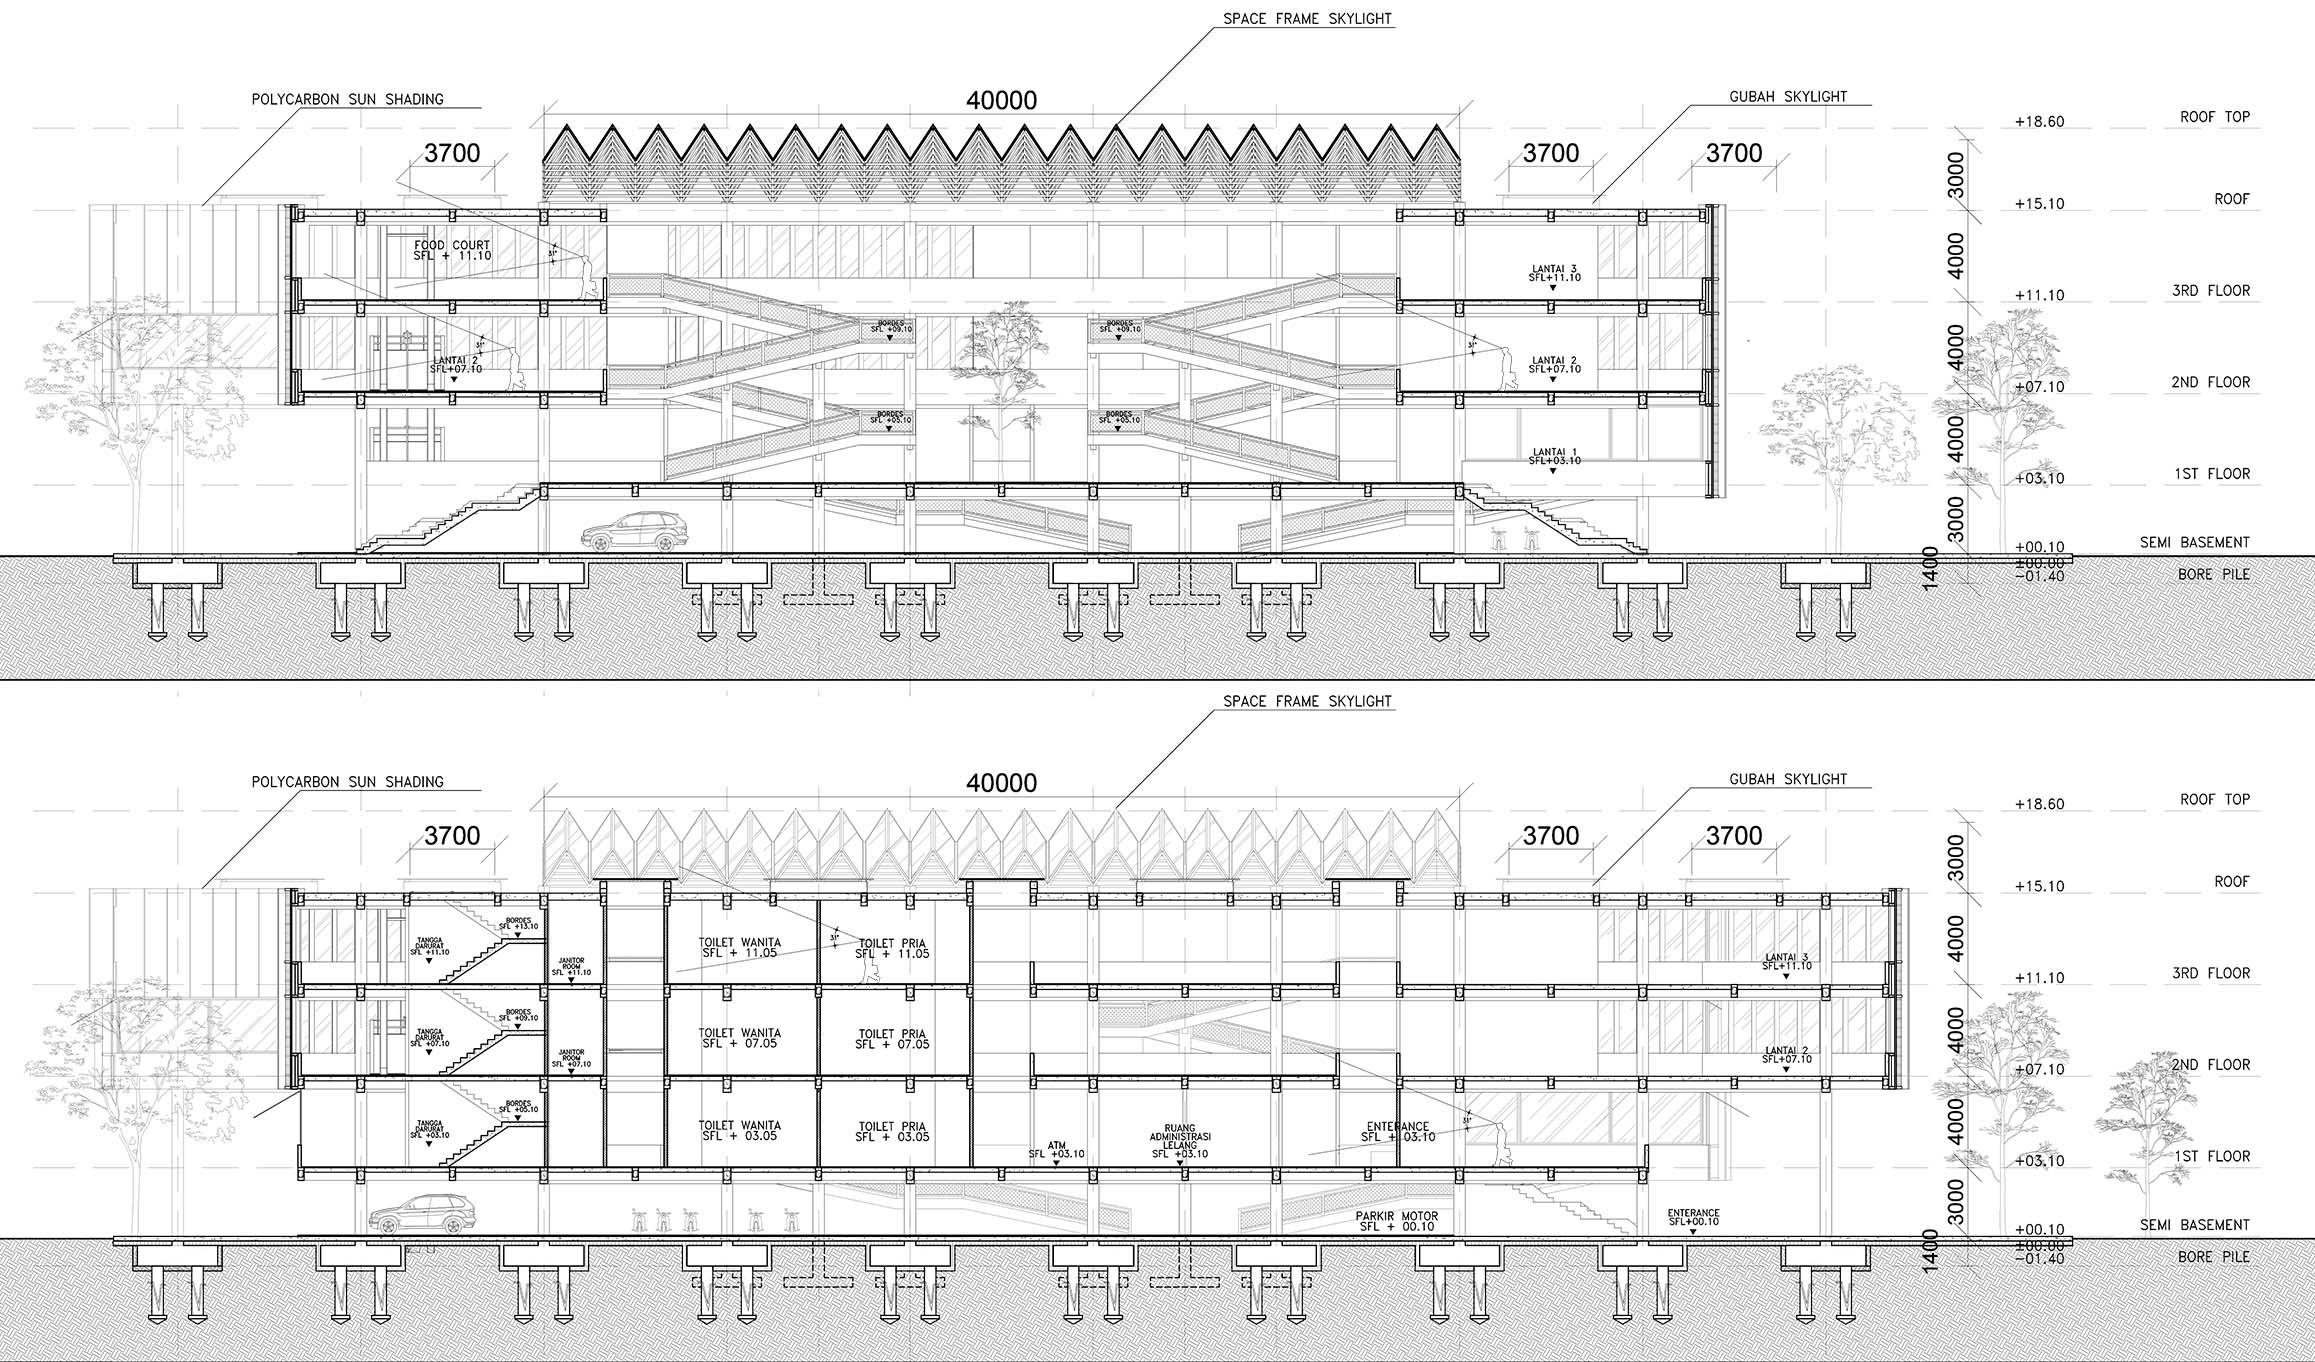 SPACE FRAME SKYLIGHT
POLYCARBON SUN SHADING
40000
GUBAH SKYLIGHT
+18.60 ROOF TOP
3700
3700
3700
3000
+15.10 ROOF
FOOD COURT
SFL + 11.10
31°
4000
LANTAI 3
SFL+11.10
+11.10 3RD FLOOR
BORDES
SFL +09.10
BORDES
SFL +09.10
31°
31°
LANTAI 2
SFL+07.10
LANTAI 2
SFL+07.10
4000
+07.10 2ND FLOOR
BORDES
SFL +05.10
BORDES
SFL +05.10
4000
LANTAI 1
SFL+03.10
+03.10 1ST FLOOR
3000
+00.10 SEMI BASEMENT
±00.00
-01.40 BORE PILE
1400
SPACE FRAME SKYLIGHT
POLYCARBON SUN SHADING
40000
GUBAH SKYLIGHT
+18.60 ROOF TOP
3700
3700
3700
3000
+15.10 ROOF
BORDES
SFL +13.10
TANGGA
DARURAT
SFL +11.10
JANITOR
ROOM
SFL +11.10
TOILET WANITA
SFL + 11.05
31°
TOILET PRIA
SFL + 11.05
LANTAI 3
SFL+11.10
4000
+11.10 3RD FLOOR
BORDES
SFL +09.10
TANGGA
DARURAT
SFL +07.10
JANITOR
ROOM
SFL +07.10
TOILET WANITA
SFL + 07.05
TOILET PRIA
SFL + 07.05
LANTAI 2
SFL+07.10
4000
+07.10 2ND FLOOR
BORDES
SFL +05.10
TANGGA
DARURAT
SFL +03.10
TOILET WANITA
SFL + 03.05
TOILET PRIA
SFL + 03.05
ATM
SFL +03.10
RUANG
ADMINISTRASI
LELANG
SFL +03.10
ENTERANCE
SFL + 03.10
31°
4000
+03.10 1ST FLOOR
PARKIR MOTOR
SFL + 00.10
ENTERANCE
SFL+00.10
3000
+00.10 SEMI BASEMENT
±00.00
-01.40 BORE PILE
1400